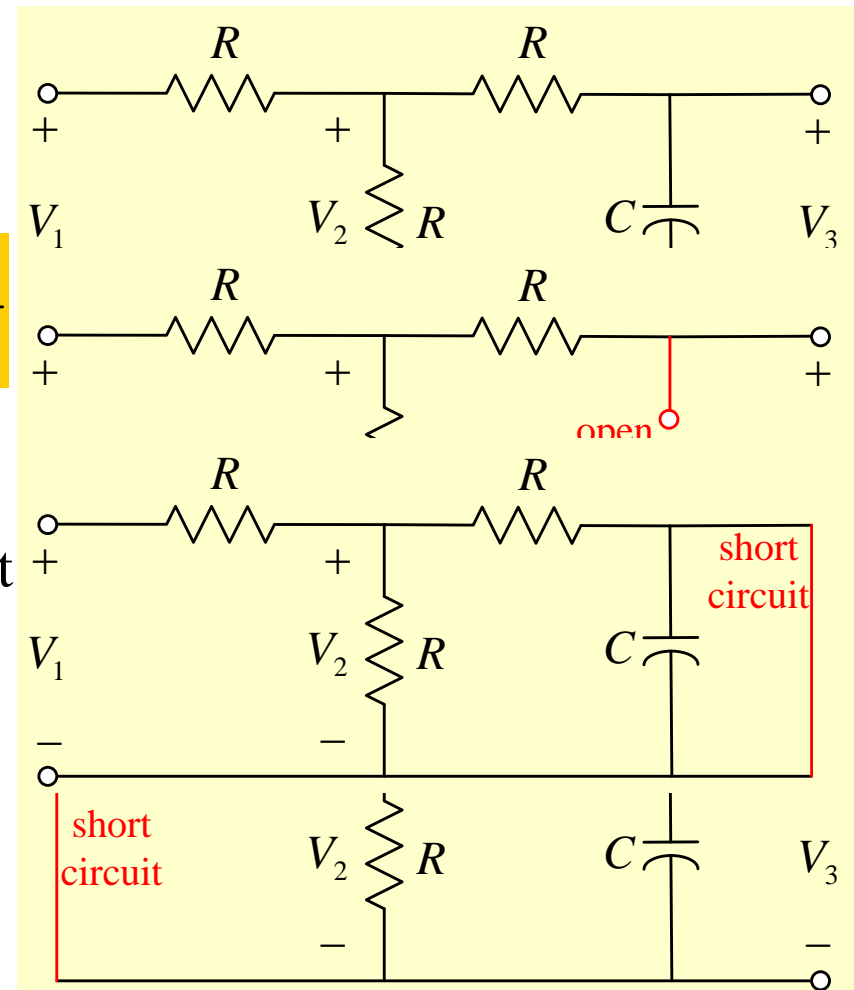 R R
+ + +
V₁ V₂ R C V₃
R R
+ + +
open
R R
short
t + + circuit
V₁ V₂ R C
− −
short
circuit V₂ R C V₃
− −